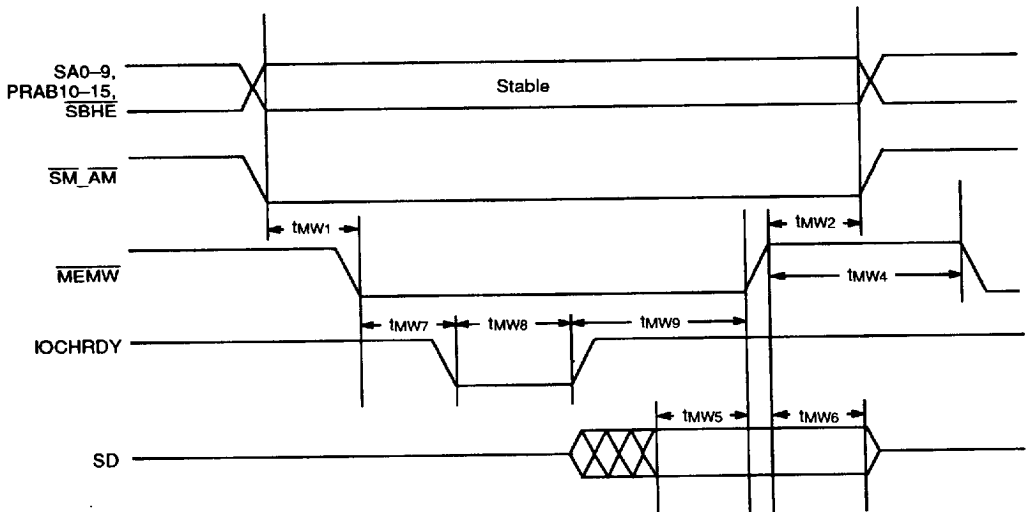 SA0–9,
PRAB10–15,
SBHE
Stable
SM_AM
tMW1
tMW2
MEMW
tMW4
tMW7
tMW8
tMW9
IOCHRDY
tMW5
tMW6
SD